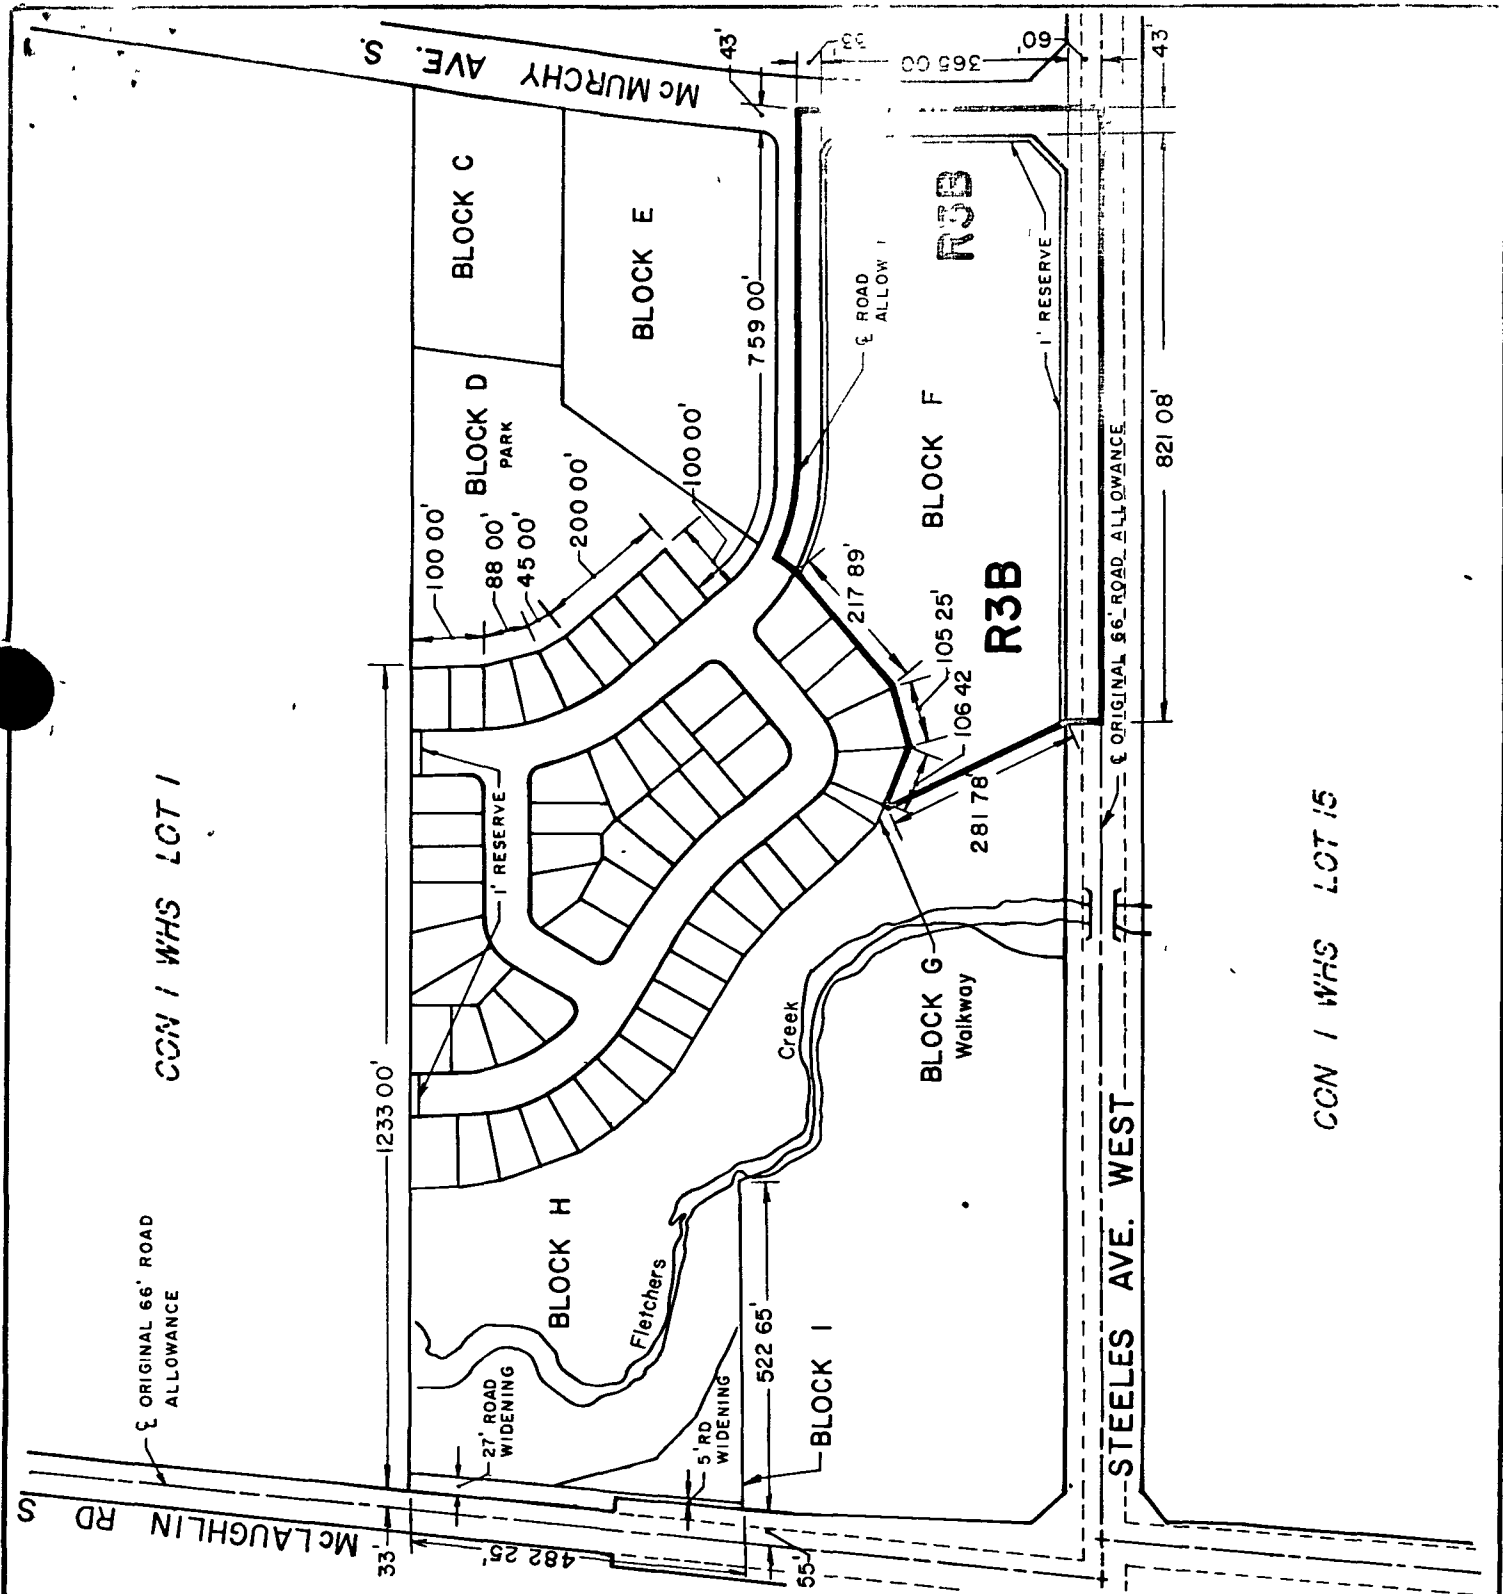 McMURCHY AVE. S.
43'
33'
365 00'
60'
43'
BLOCK C
BLOCK E
R3B
759 00'
℄ ROAD
ALLOW
1' RESERVE
BLOCK D
PARK
100 00'
88 00'
45 00'
200 00'
100 00'
BLOCK F
821 08'
217 89'
R3B
105 25'
106 42
281 78'
℄ ORIGINAL 66' ROAD ALLOWANCE
CON 1 WHS LOT 1
1' RESERVE
CON 1 WHS LOT 15
1233 00'
Creek
BLOCK G
Walkway
BLOCK H
Fletchers
STEELES AVE. WEST
℄ ORIGINAL 66' ROAD
ALLOWANCE
27' ROAD
WIDENING
5' RD
WIDENING
522 65'
BLOCK I
McLAUGHLIN RD S
33'
482 25'
55'